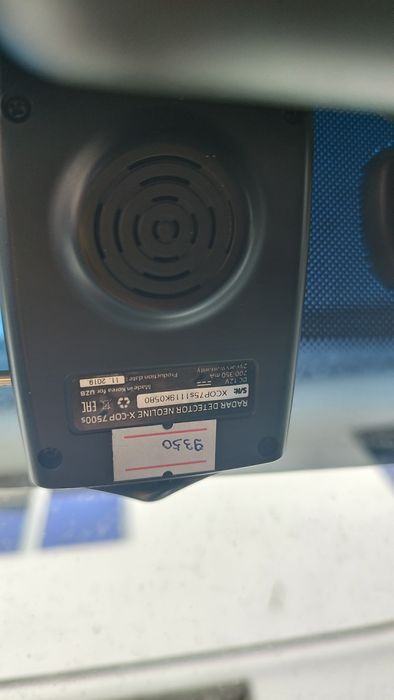 9350
RADAR DETECTOR NEOLINE X-COP 7500s
S/N: XCOP75s1119K0580
DC 12V
200-350 mA
EAC
Made in Korea for UZB
Production date: 11. 2019